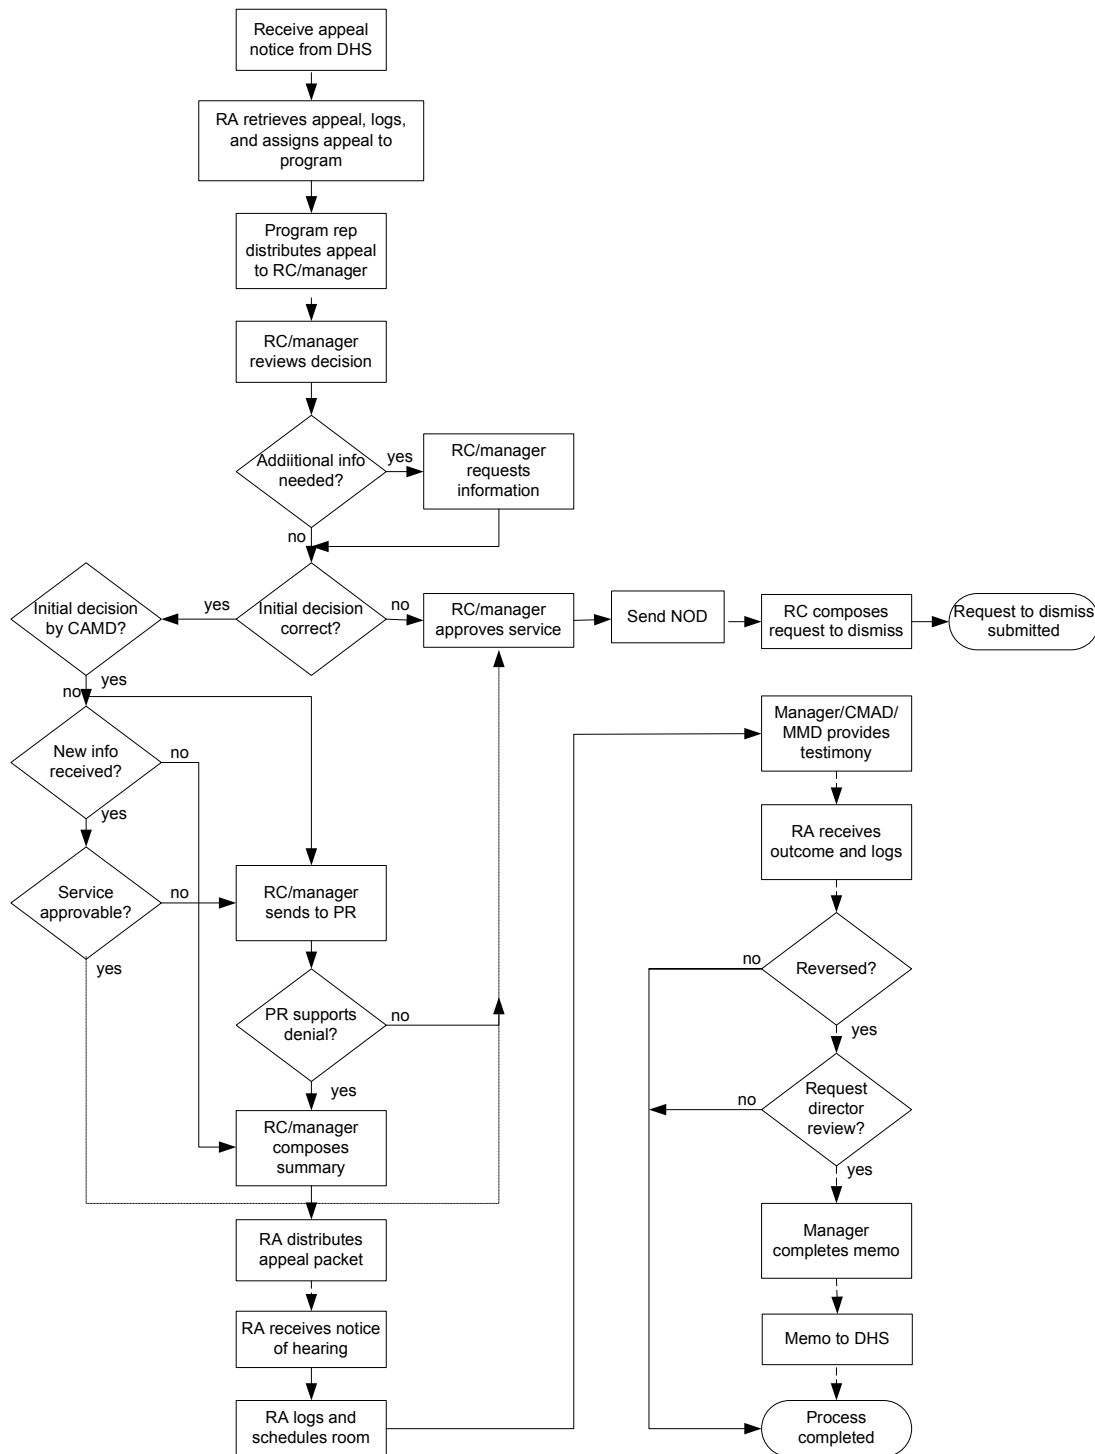 Receive appeal
notice from DHS
RA retrieves appeal, logs,
and assigns appeal to
program
Program rep
distributes appeal
to RC/manager
RC/manager
reviews decision
Addiitional info
needed?
yes
RC/manager
requests
information
no
Initial decision
by CAMD?
yes
Initial decision
correct?
no
RC/manager
approves service
Send NOD
RC composes
request to dismiss
Request to dismiss
submitted
no
yes
New info
received?
no
yes
Service
approvable?
no
yes
RC/manager
sends to PR
PR supports
denial?
no
yes
RC/manager
composes
summary
RA distributes
appeal packet
RA receives notice
of hearing
RA logs and
schedules room
Manager/CMAD/
MMD provides
testimony
RA receives
outcome and logs
Reversed?
no
yes
Request
director
review?
no
yes
Manager
completes memo
Memo to DHS
Process
completed